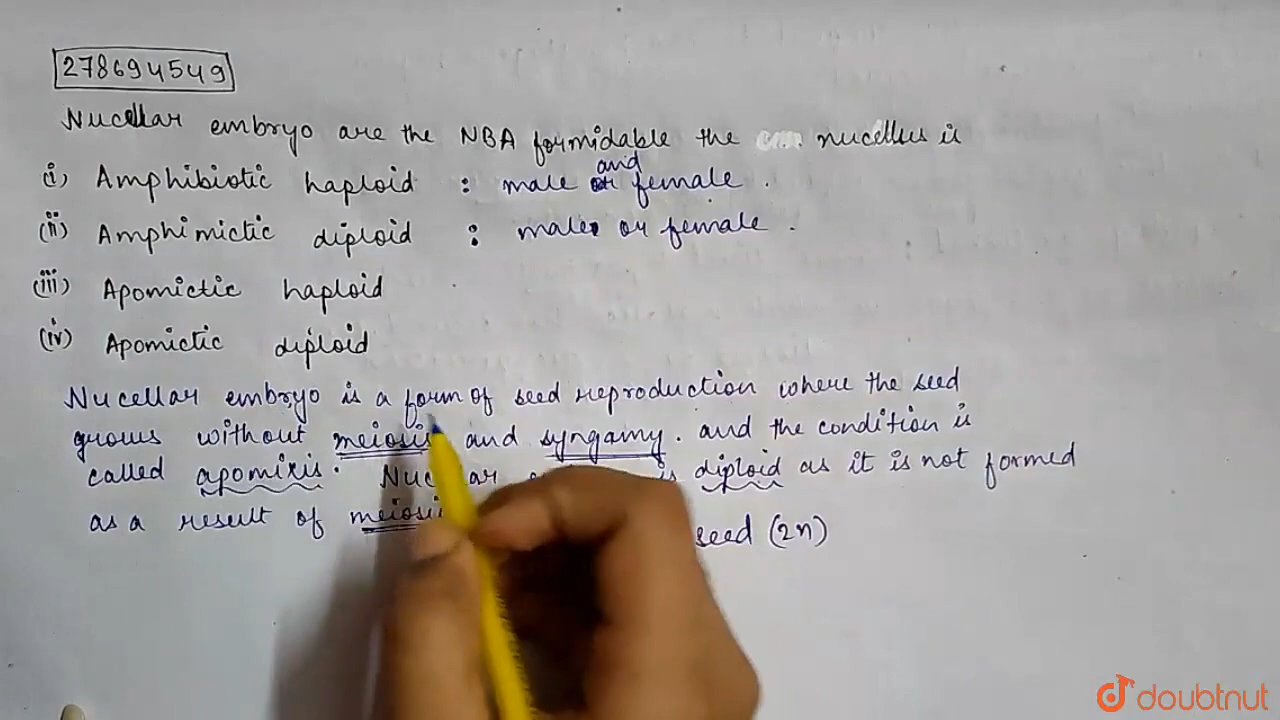 278694549
Nucellar embryo are the NBA formidable the nucellus is
and
(i) Amphibiotic haploid : male female .
(ii) Amphimictic diploid : male or female .
(iii) Apomictic haploid
(iv) Apomictic diploid
Nucellar embryo is a form of seed reproduction where the seed
grows without meiosis and syngamy . and the condition is
called apomixis . is diploid as it is not formed
as a result of meiosis
seed (2n)
doubtnut